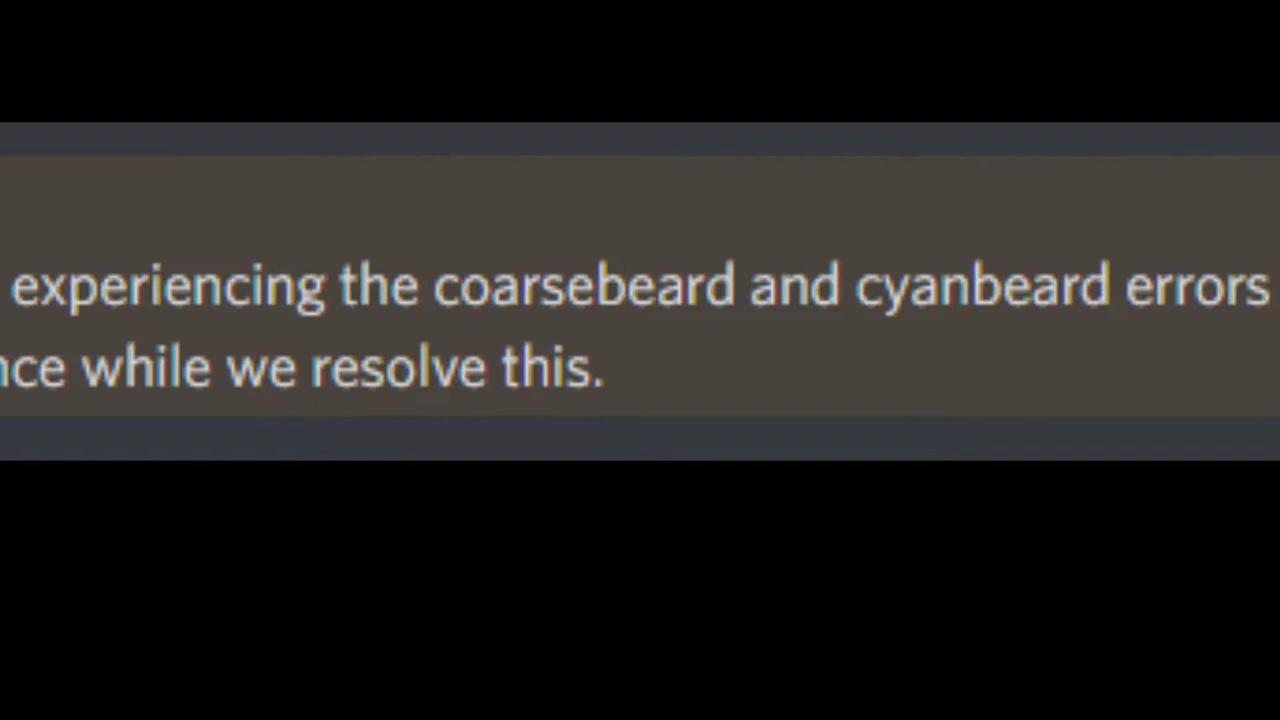 experiencing the coarsebeard and cyanbeard errors
nce while we resolve this.